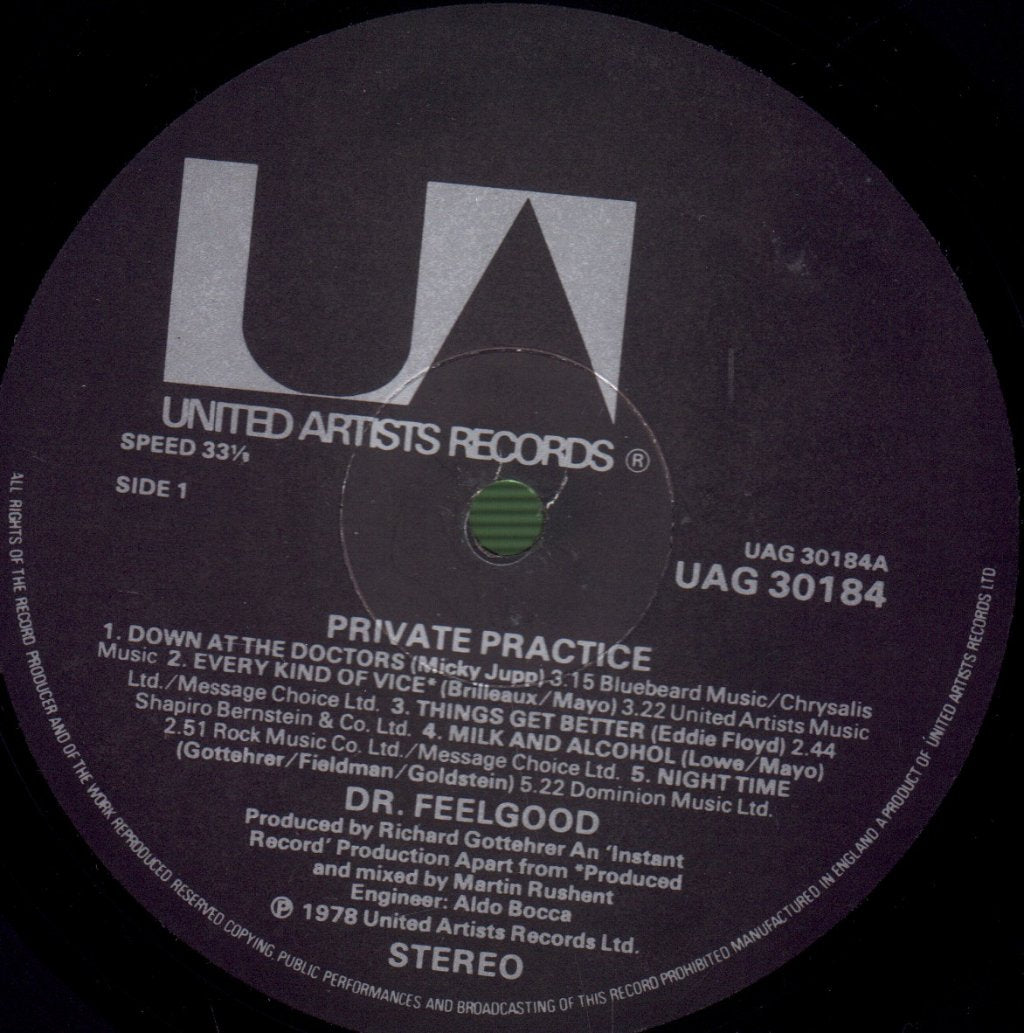 UA
UNITED ARTISTS RECORDS ®
SPEED 33⅓
SIDE 1
UAG 30184A
UAG 30184
PRIVATE PRACTICE
1. DOWN AT THE DOCTORS (Micky Jupp) 3.15 Bluebeard Music/Chrysalis
Music 2. EVERY KIND OF VICE* (Brilleaux/Mayo) 3.22 United Artists Music
Ltd./Message Choice Ltd. 3. THINGS GET BETTER (Eddie Floyd) 2.44
Shapiro Bernstein & Co. Ltd. 4. MILK AND ALCOHOL (Lowe/Mayo)
2.51 Rock Music Co. Ltd./Message Choice Ltd. 5. NIGHT TIME
(Gottehrer/Fieldman/Goldstein) 5.22 Dominion Music Ltd.
DR. FEELGOOD
Produced by Richard Gottehrer An 'Instant
Record' Production Apart from *Produced
and mixed by Martin Rushent
Engineer: Aldo Bocca
℗ 1978 United Artists Records Ltd.
STEREO
ALL RIGHTS OF THE RECORD PRODUCER AND OF THE WORK REPRODUCED RESERVED COPYING, PUBLIC PERFORMANCES AND BROADCASTING OF THIS RECORD PROHIBITED MANUFACTURED IN ENGLAND A PRODUCT OF UNITED ARTISTS RECORDS LTD